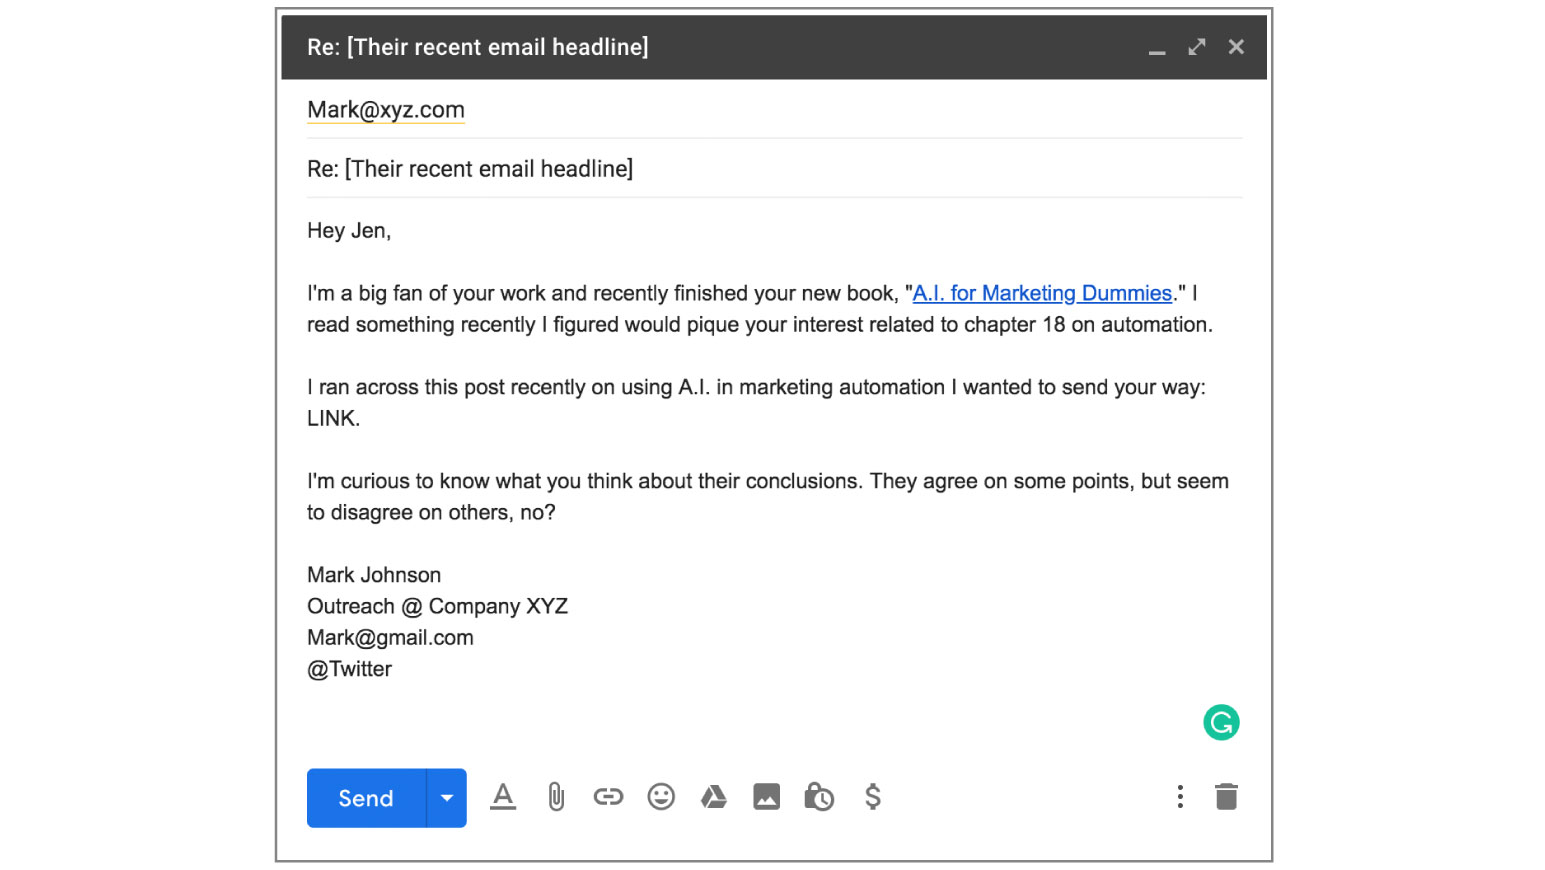 Re: [Their recent email headline]
Mark@xyz.com
Re: [Their recent email headline]
Hey Jen,
I'm a big fan of your work and recently finished your new book, "A.I. for Marketing Dummies." I
read something recently I figured would pique your interest related to chapter 18 on automation.
I ran across this post recently on using A.I. in marketing automation I wanted to send your way:
LINK.
I'm curious to know what you think about their conclusions. They agree on some points, but seem
to disagree on others, no?
Mark Johnson
Outreach @ Company XYZ
Mark@gmail.com
@Twitter
Send